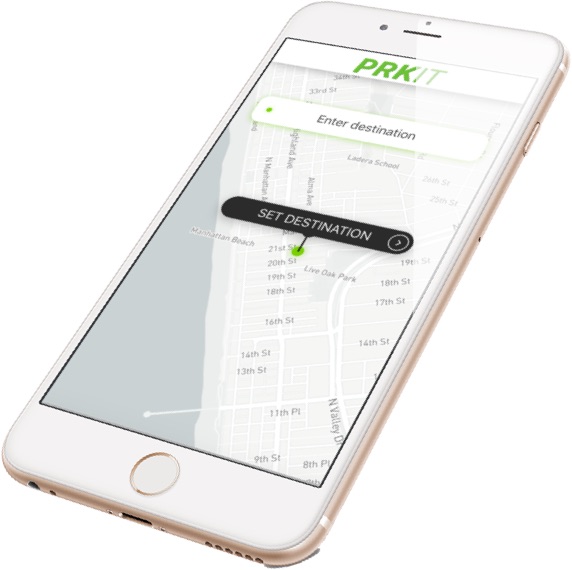 PRKIT
33rd St
Enter destination
Highland Ave
Ladera School
N Manhattan A
26th St
25th St
Alma Ave
SET DESTINATION
Manhattan Beach
21st St
20th St
19th St
Live Oak Park
19th St
18th St
18th St
17th St
16th St
14th St
14th St
13th St
11th Pl
N Valley Dr
9th St
8th Pl